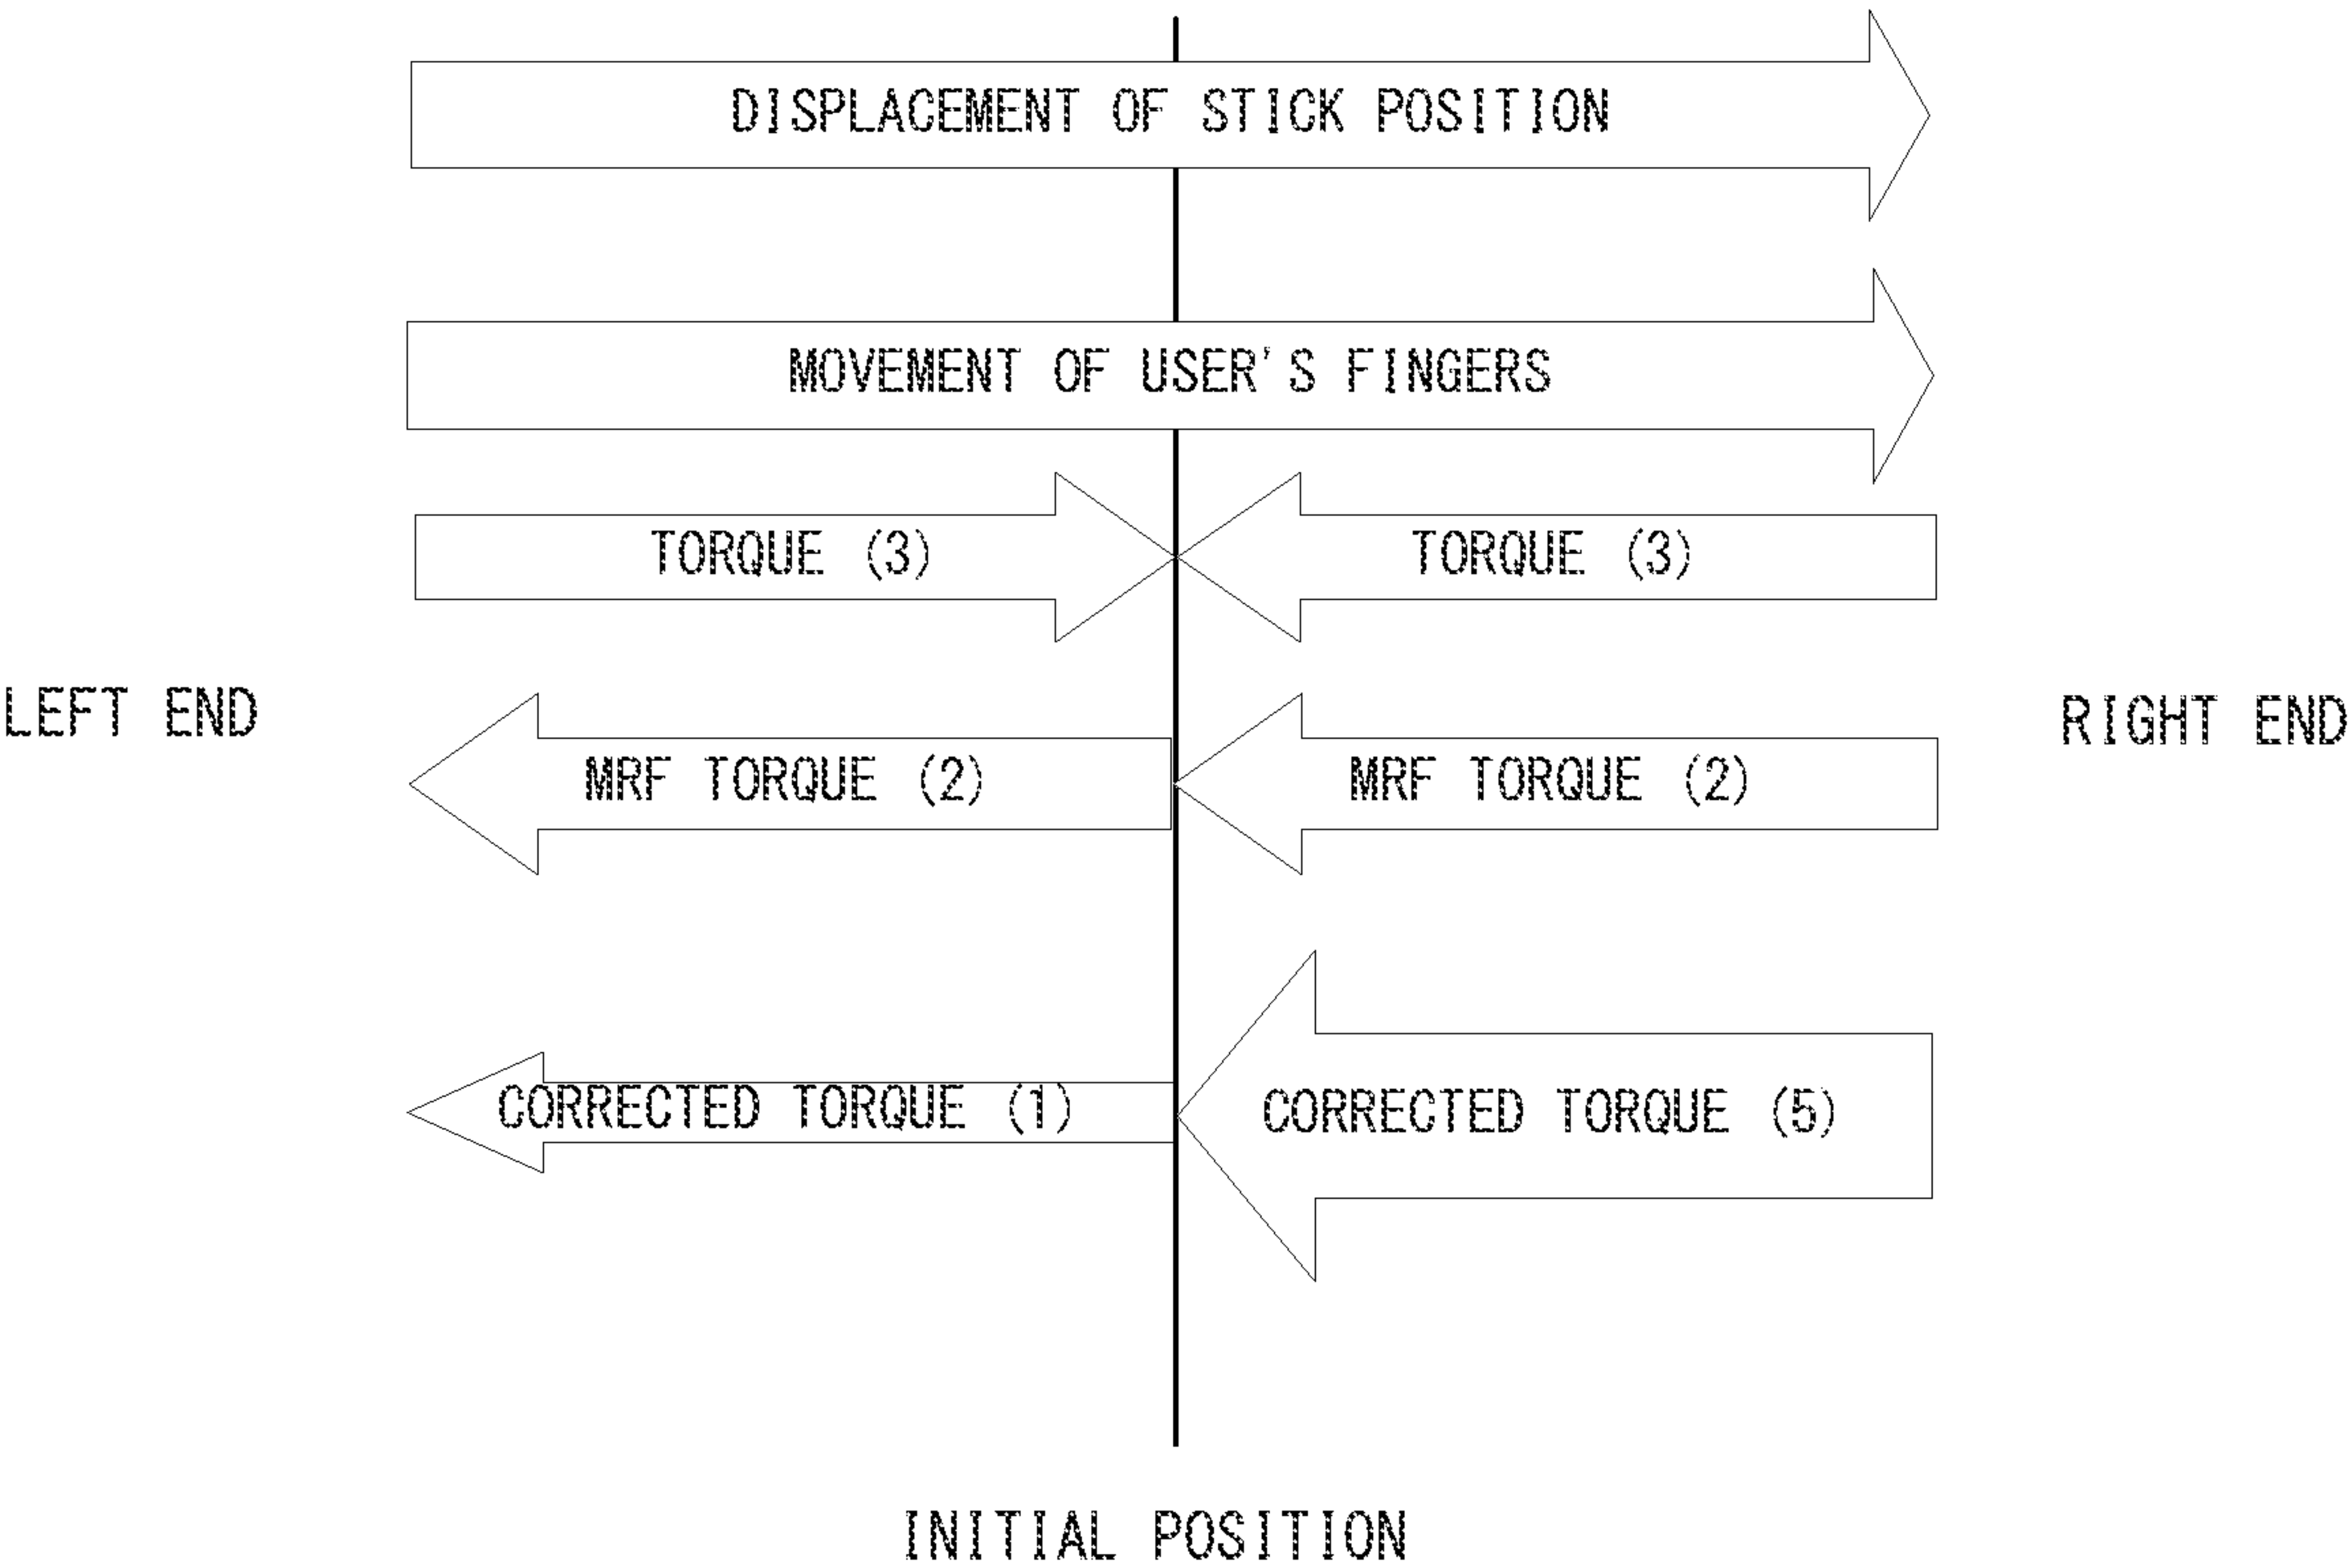 DISPLACEMENT OF STICK POSITION
MOVEMENT OF USER'S FINGERS
TORQUE (3)
TORQUE (3)
LEFT END
RIGHT END
MRF TORQUE (2)
MRF TORQUE (2)
CORRECTED TORQUE (1)
CORRECTED TORQUE (5)
INITIAL POSITION